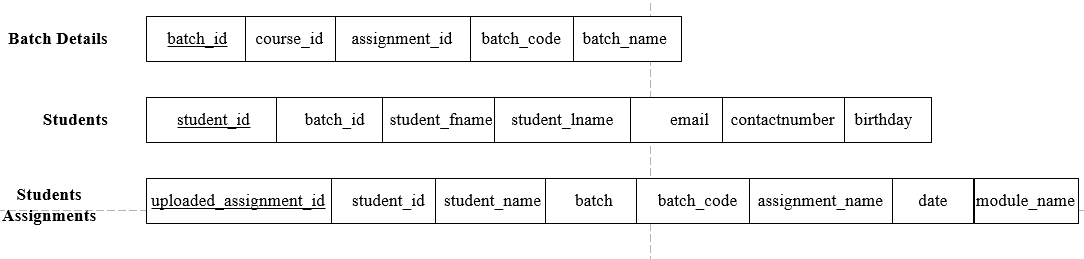 Batch Details batch_id course_id assignment_id batch_code batch_name
Students student_id batch_id student_fname student_lname email contactnumber birthday
Students
Assignments uploaded_assignment_id student_id student_name batch batch_code assignment_name date module_name